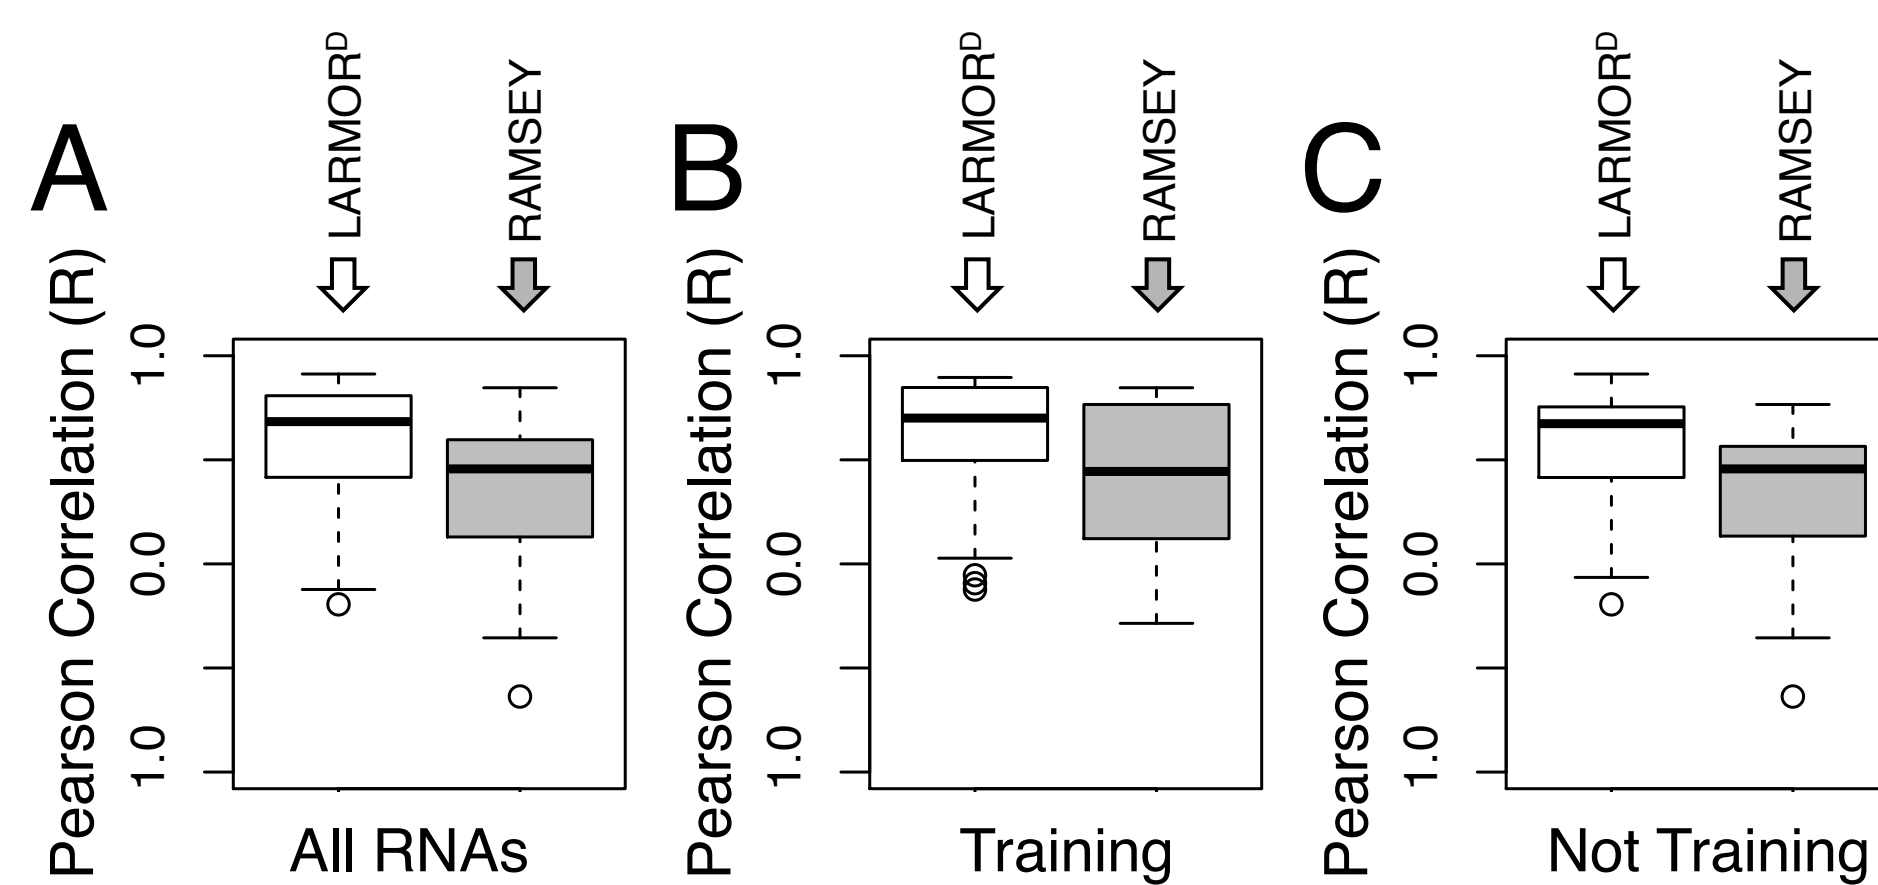 A
LARMORD
RAMSEY
Pearson Correlation (R)
1.0
0.0
1.0
All RNAs
B
LARMORD
RAMSEY
Pearson Correlation (R)
1.0
0.0
1.0
Training
C
LARMORD
RAMSEY
Pearson Correlation (R)
1.0
0.0
1.0
Not Training